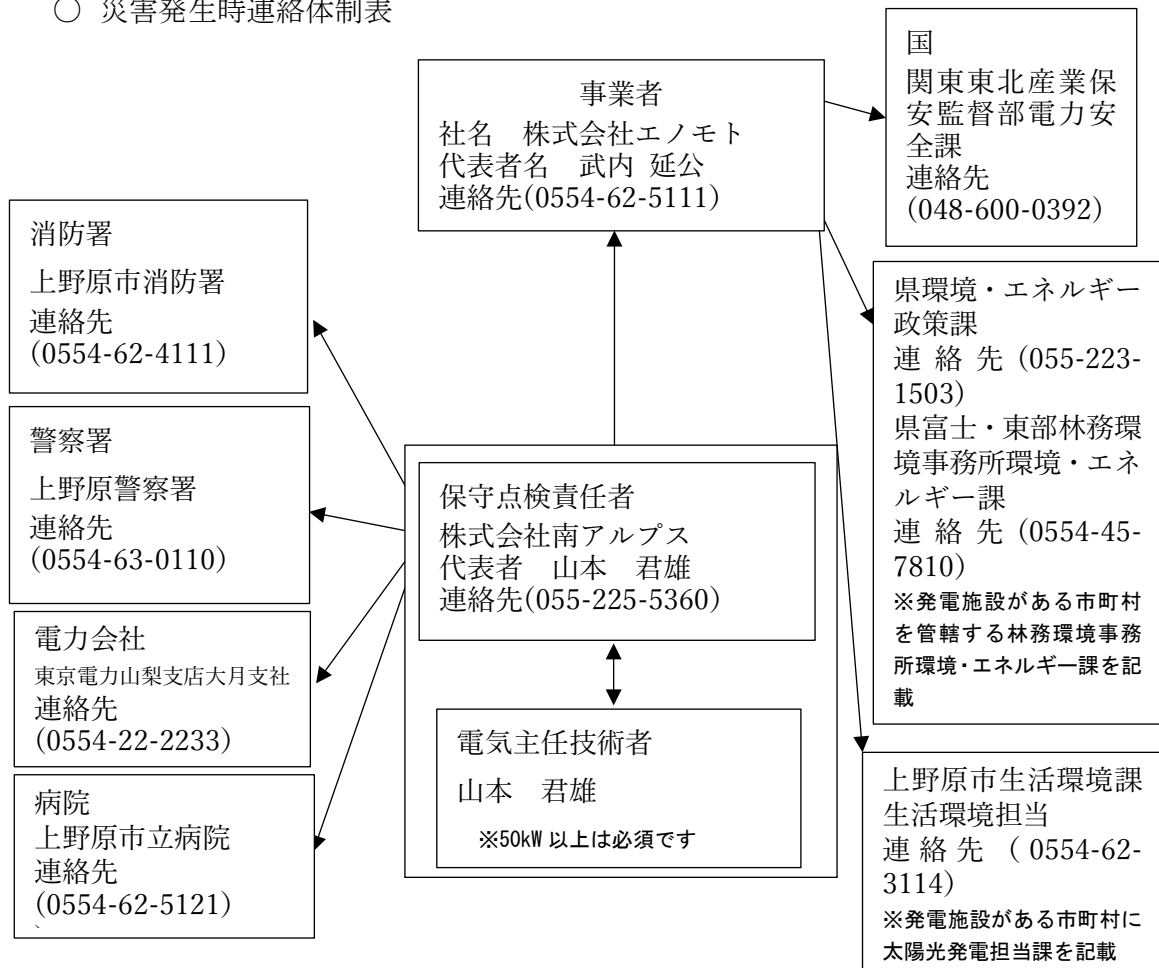 ○ 災害発生時連絡体制表
国
関東東北産業保
安監督部電力安
全課
連絡先
(048-600-0392)
事業者
社名　株式会社エノモト
代表者名　武内 延公
連絡先(0554-62-5111)
消防署
上野原市消防署
連絡先
(0554-62-4111)
県環境・エネルギー
政策課
連 絡 先 (055-223-
1503)
県富士・東部林務環
境事務所環境・エネ
ルギー課
連 絡 先 (0554-45-
7810)
※発電施設がある市町村
を管轄する林務環境事務
所環境・エネルギー課を記
載
警察署
上野原警察署
連絡先
(0554-63-0110)
保守点検責任者
株式会社南アルプス
代表者　山本　君雄
連絡先(055-225-5360)
電力会社
東京電力山梨支店大月支社
連絡先
(0554-22-2233)
電気主任技術者
山本　君雄
※50kW 以上は必須です
病院
上野原市立病院
連絡先
(0554-62-5121)
上野原市生活環境課
生活環境担当
連 絡 先 （ 0554-62-
3114)
※発電施設がある市町村に
太陽光発電担当課を記載